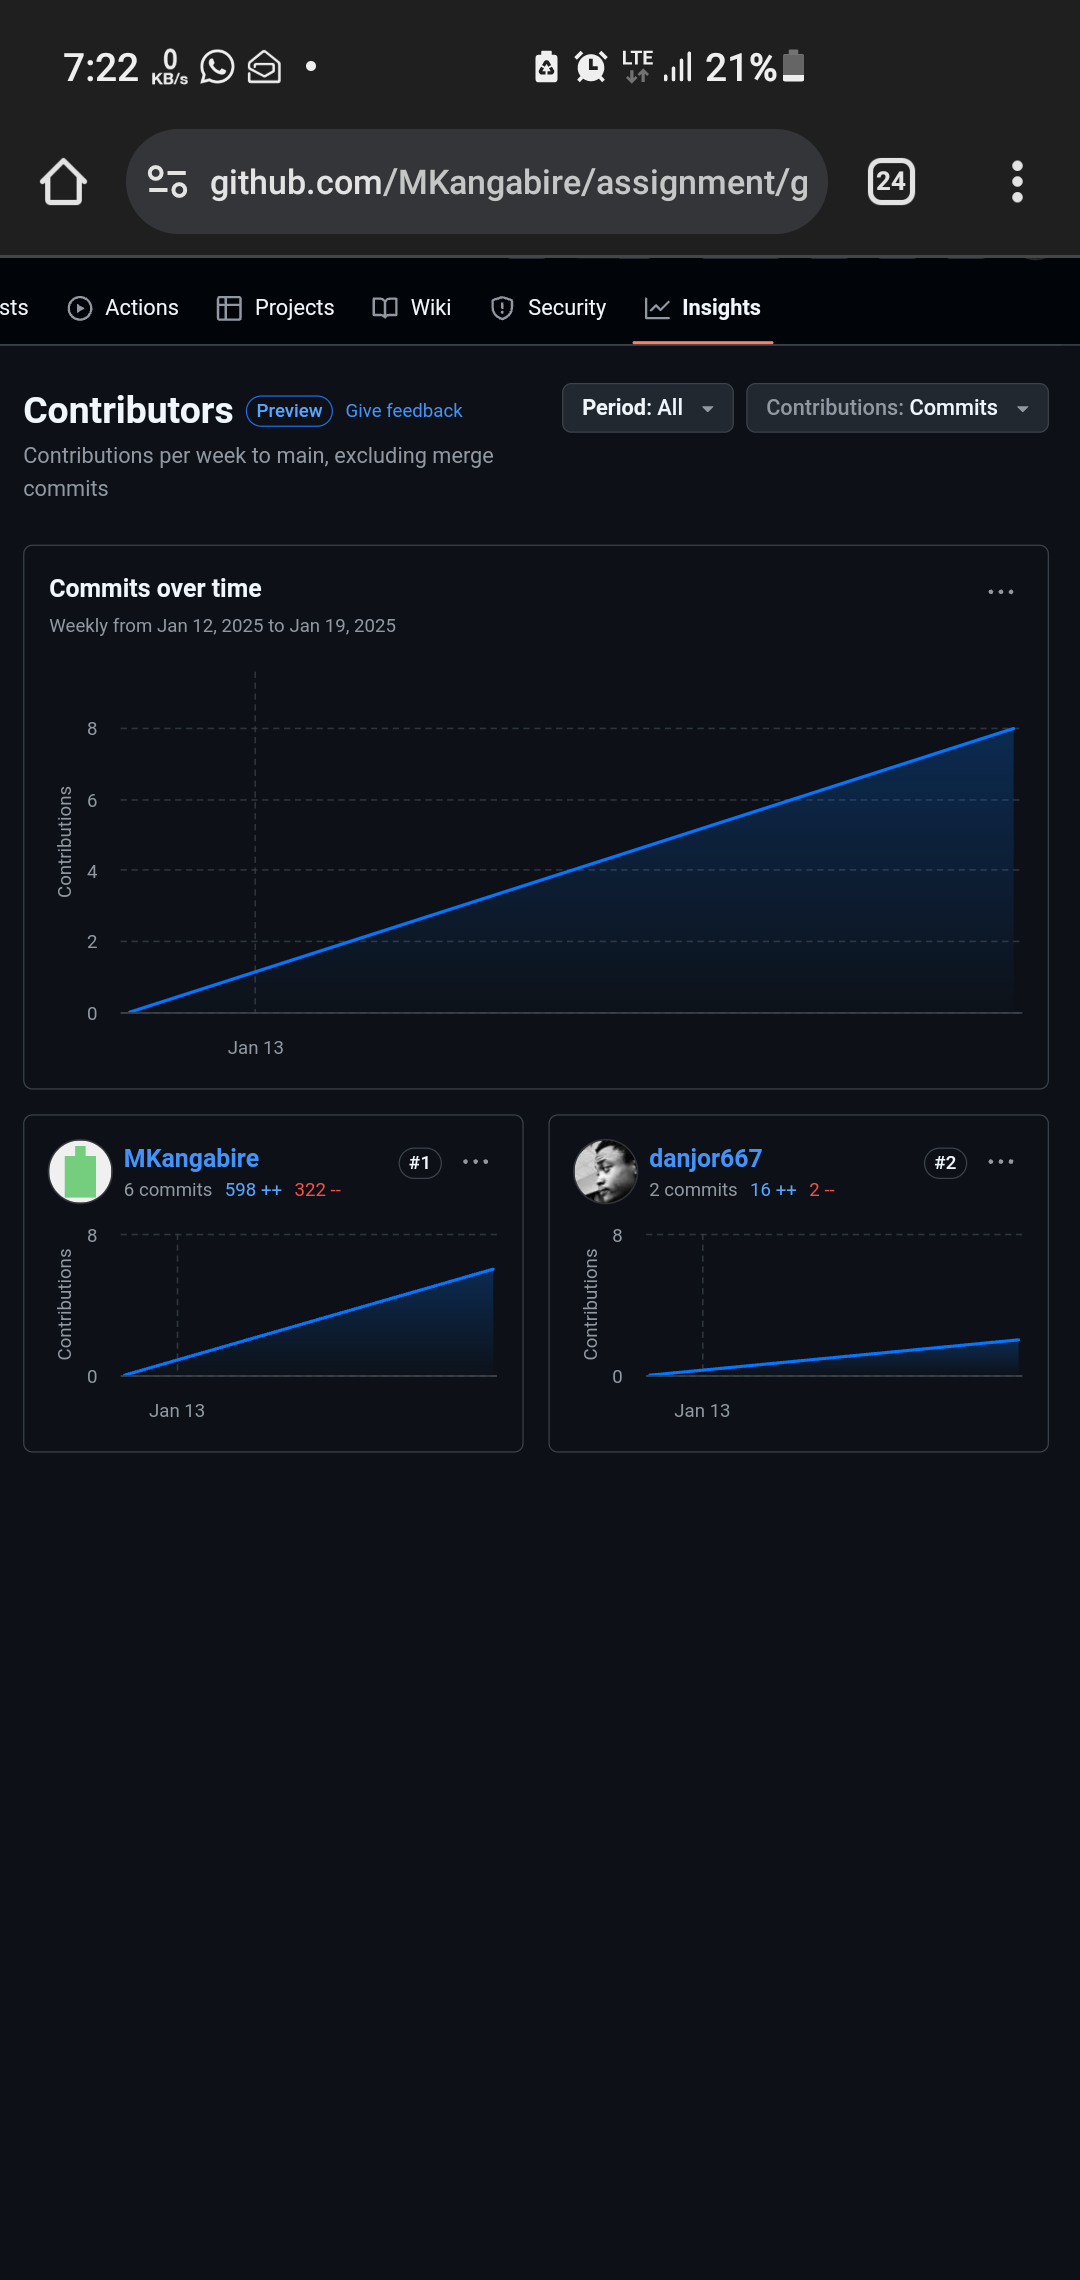 7:22 0 KB/s LTE 21%
github.com/MKangabire/assignment/g 24
sts Actions Projects Wiki Security Insights
Contributors Preview Give feedback Period: All Contributions: Commits
Contributions per week to main, excluding merge
commits
Commits over time
Weekly from Jan 12, 2025 to Jan 19, 2025
Contributions
8
6
4
2
0
Jan 13
MKangabire #1
6 commits 598 ++ 322 --
Contributions
8
0
Jan 13
danjor667 #2
2 commits 16 ++ 2 --
Contributions
8
0
Jan 13